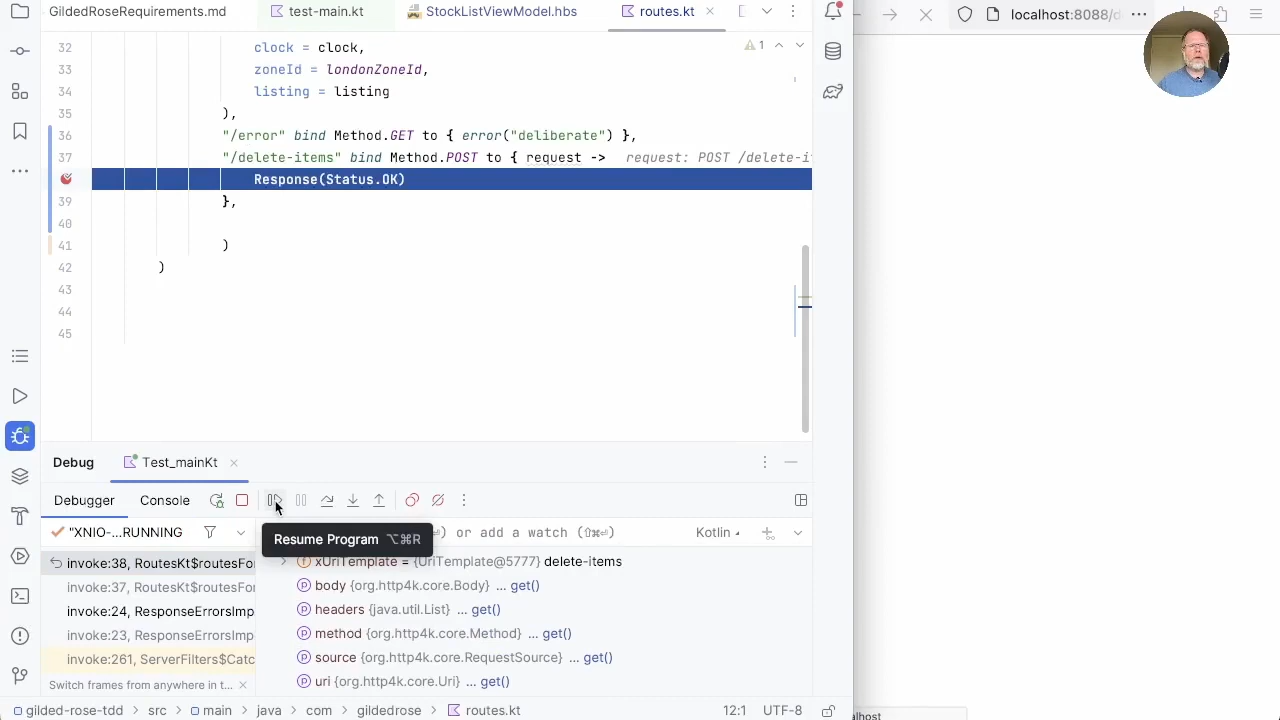 GildedRoseRequirements.md
test-main.kt
StockListViewModel.hbs
routes.kt
localhost:8088/d
32 clock = clock,
33 zoneId = londonZoneId,
34 listing = listing
35 ),
36 "/error" bind Method.GET to { error("deliberate") },
37 "/delete-items" bind Method.POST to { request -> request: POST /delete-it
Response(Status.OK)
39 },
40
41 )
42 )
43
44
45
1
Debug
Test_mainKt
Debugger
Console
"XNIO-...RUNNING
⏎) or add a watch (⇧⌘⏎)
Kotlin
Resume Program ⌥⌘R
invoke:38, RoutesKt$routesFo
invoke:37, RoutesKt$routesFo
invoke:24, ResponseErrorsImp
invoke:23, ResponseErrorsImp
invoke:261, ServerFilters$Catc
Switch frames from anywhere in t...
xUriTemplate = {UriTemplate@5777} delete-items
body {org.http4k.core.Body} ... get()
headers {java.util.List} ... get()
method {org.http4k.core.Method} ... get()
source {org.http4k.core.RequestSource} ... get()
uri {org.http4k.core.Uri} ... get()
gilded-rose-tdd > src > main > java > com > gildedrose > routes.kt
12:1
UTF-8
alhost